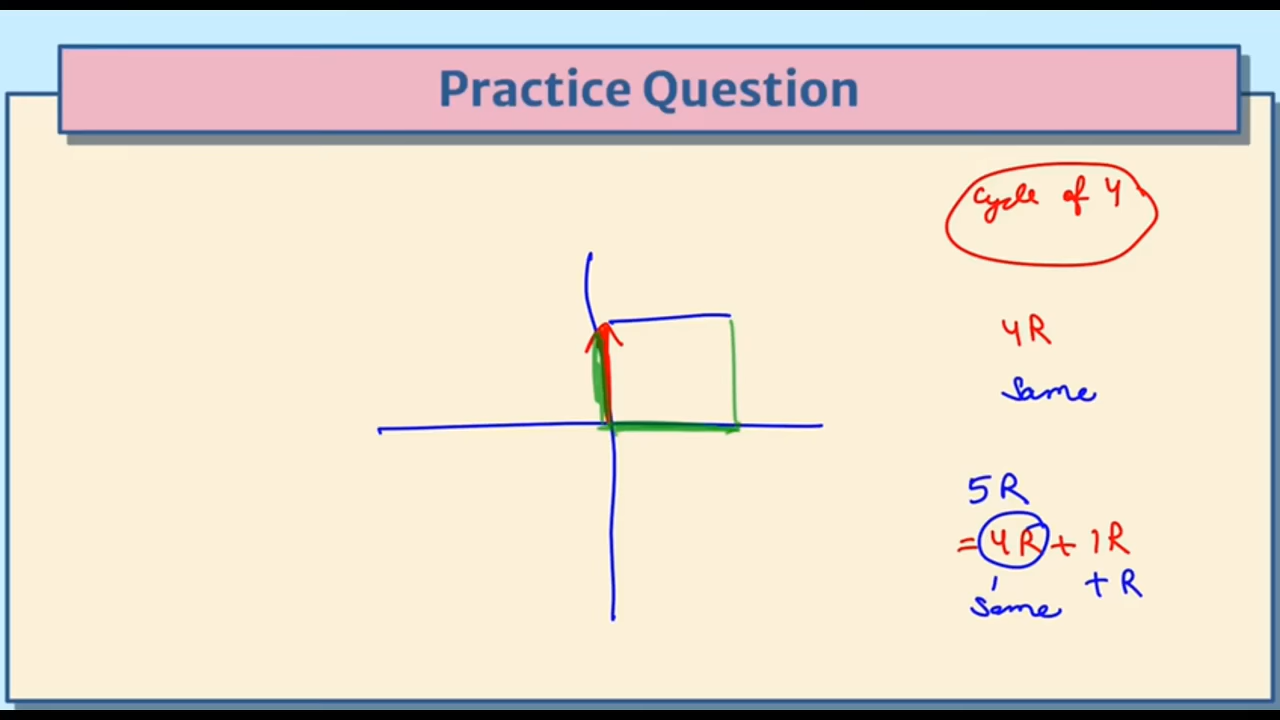 Practice Question
cycle of 4
4R
Same
5R
= 4R + 1R
Same + R